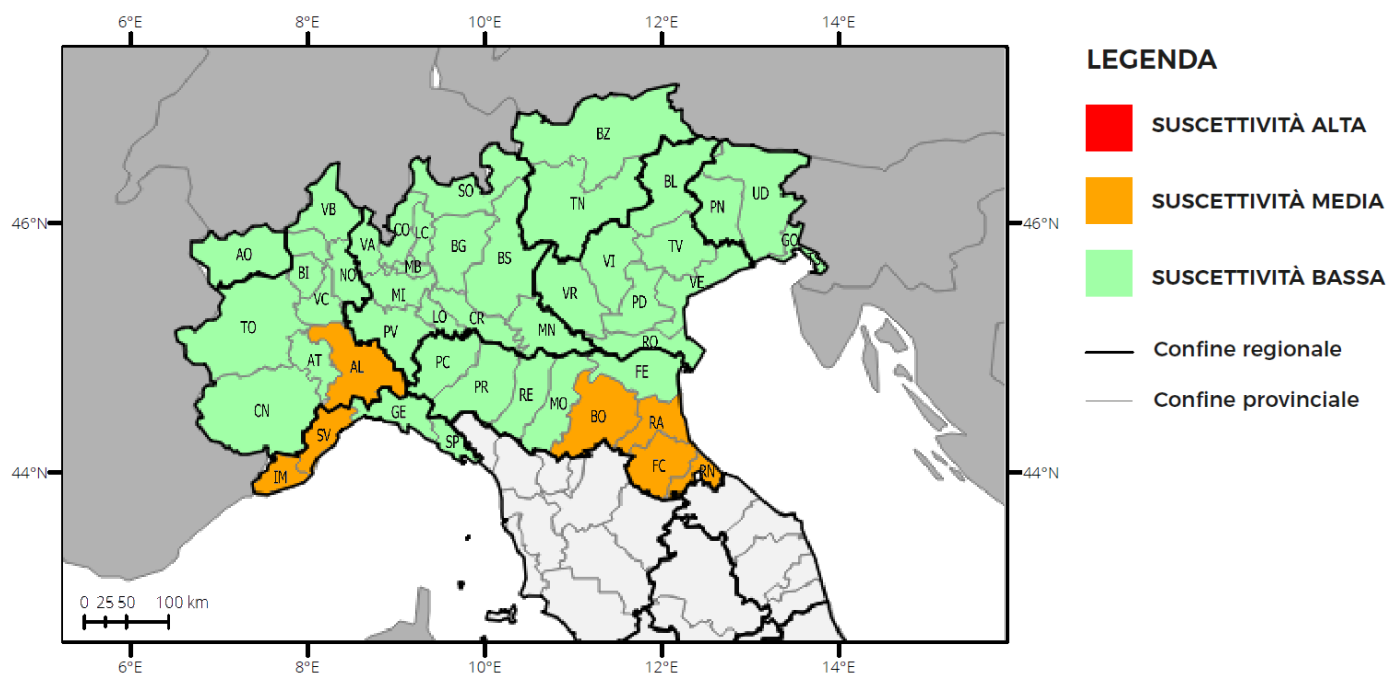 6°E 8°E 10°E 12°E 14°E
LEGENDA
SUSCETTIVITÀ ALTA
SUSCETTIVITÀ MEDIA
SUSCETTIVITÀ BASSA
Confine regionale
Confine provinciale
BZ
SO
BL
UD
VB
TN
PN
46°N
46°N
CO
LC
VA
BG
GO
AO
TV
BS
VI
BI
NO
MB
VE
VC
MI
VR
PD
TO
LO
CR
PV
MN
RO
AT
AL
PC
FE
PR
RE
MO
CN
GE
BO
RA
SV
SP
44°N
44°N
IM
FC
RN
0 25 50 100 km
6°E 8°E 10°E 12°E 14°E